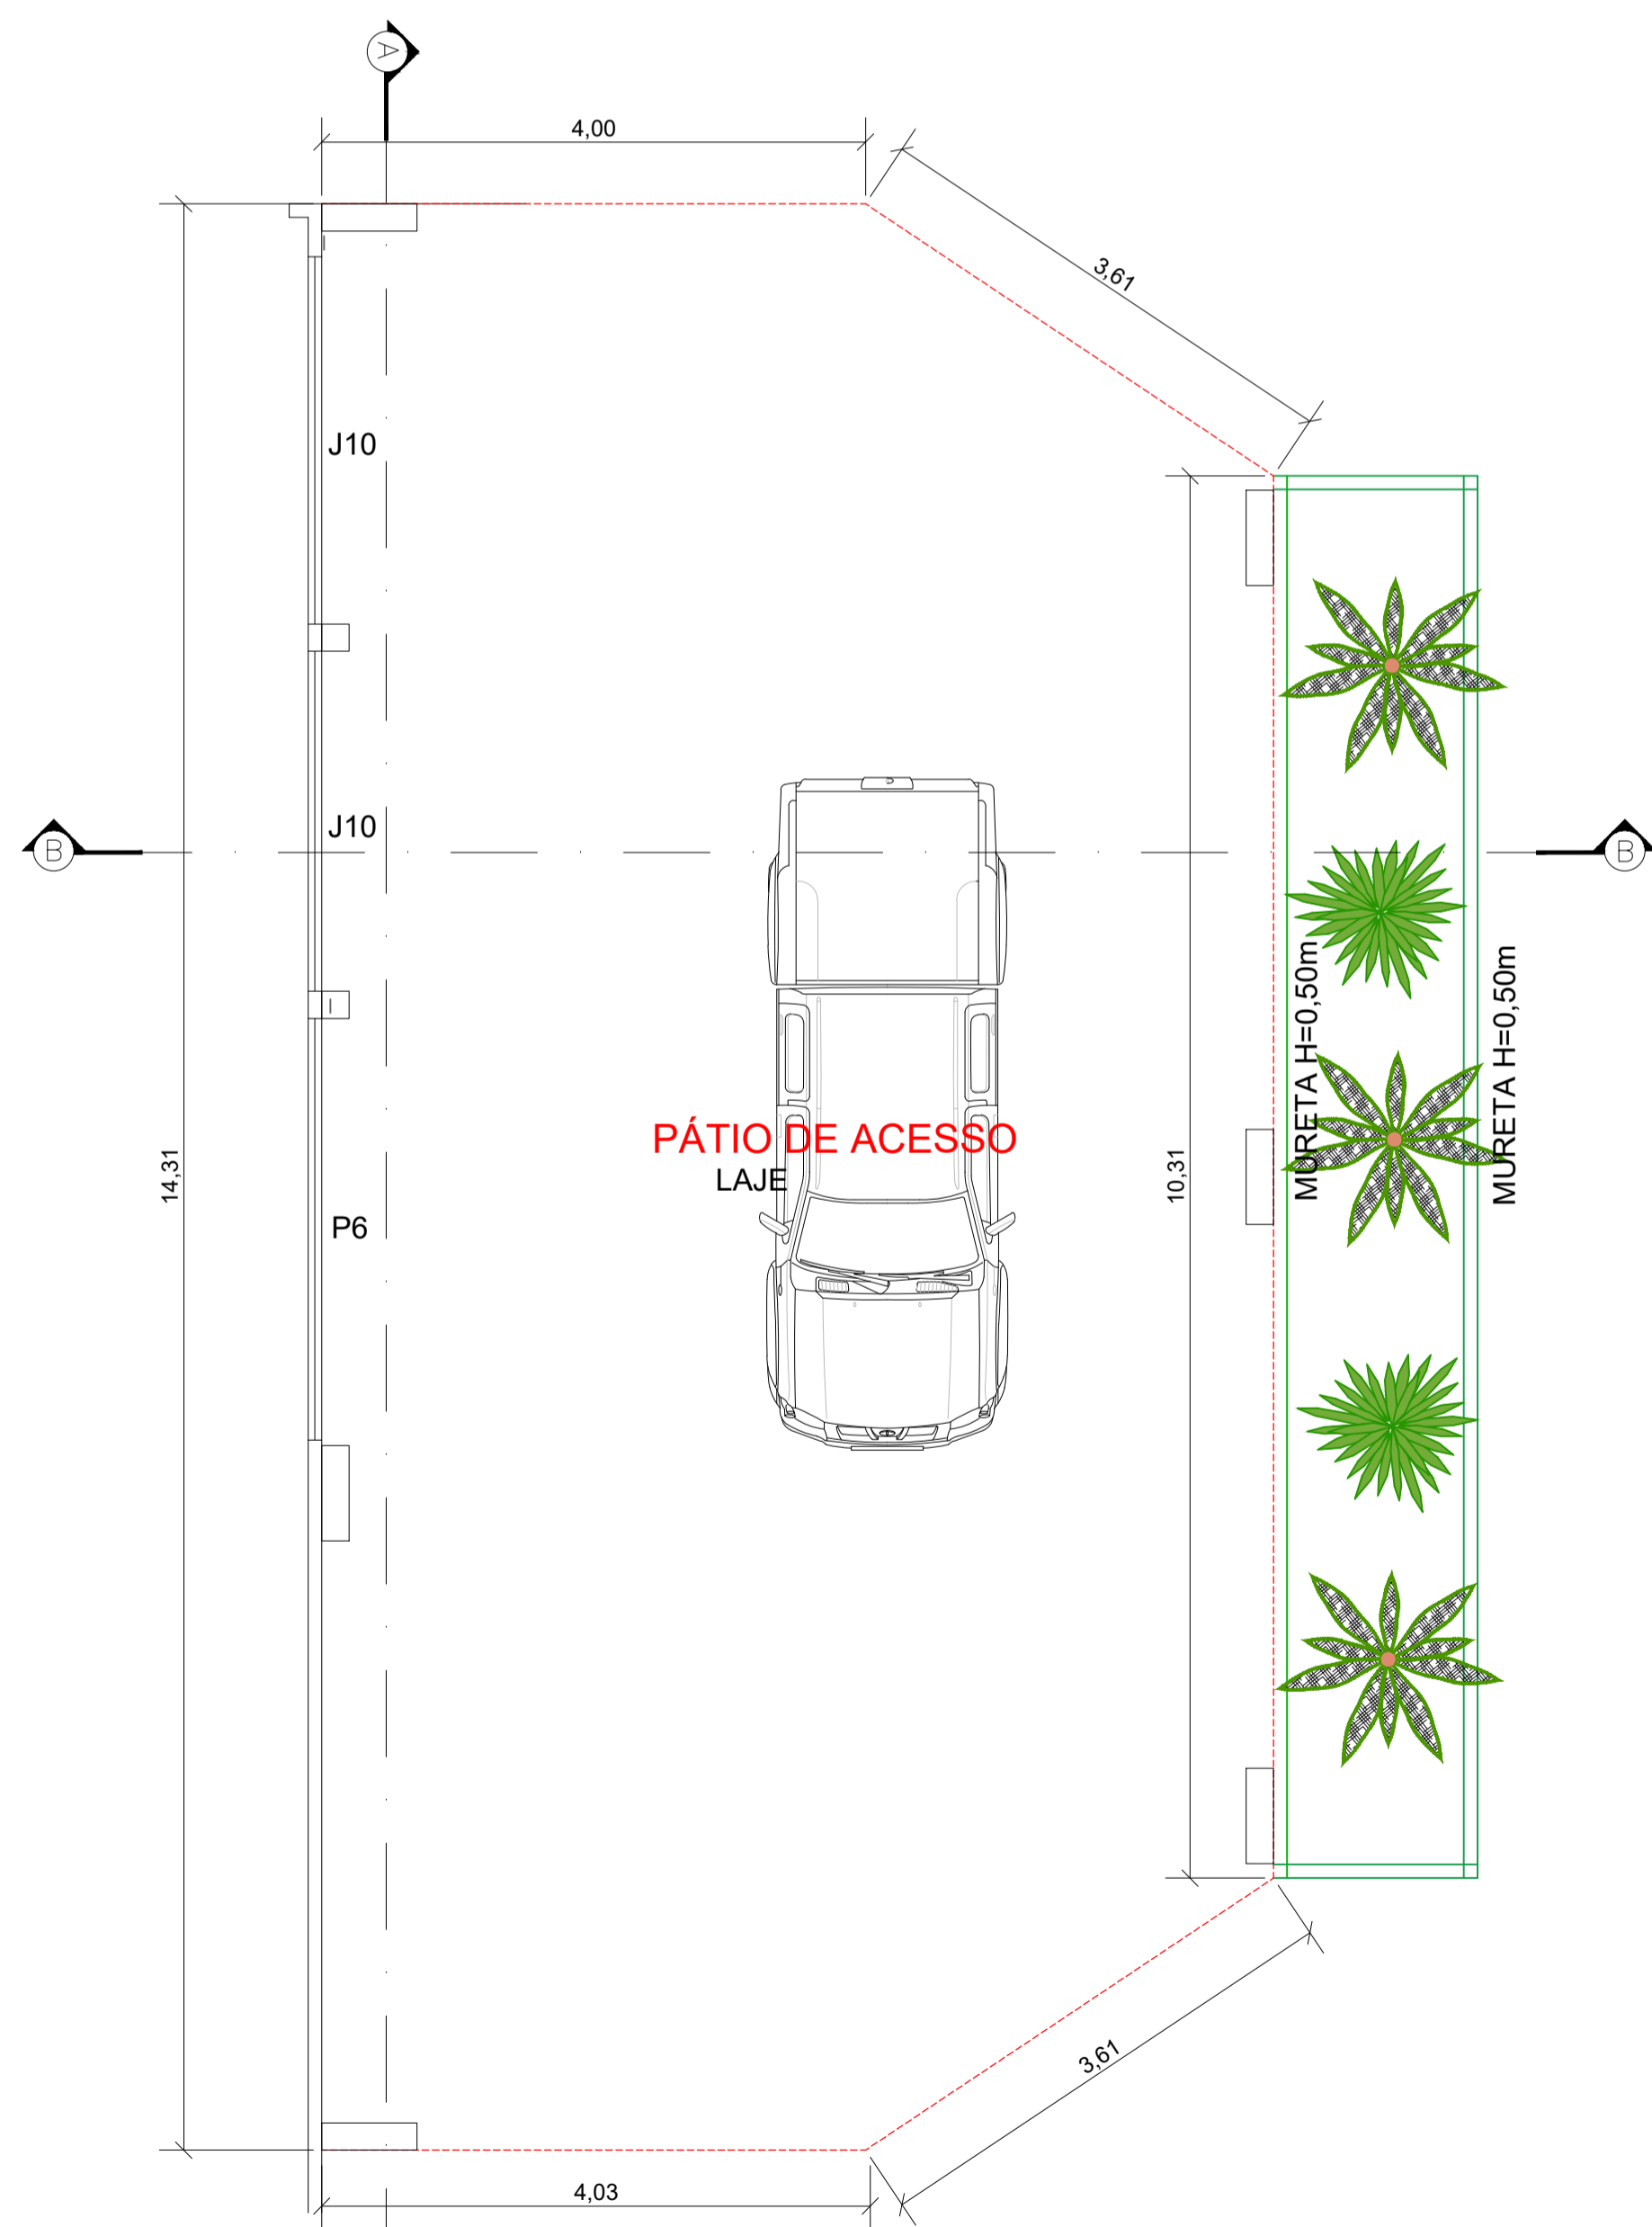 A
4,00
3,61
J10
J10
B
B
MURETA H=0,50m
MURETA H=0,50m
PÁTIO DE ACESSO
LAJE
14,31
10,31
P6
3,61
4,03